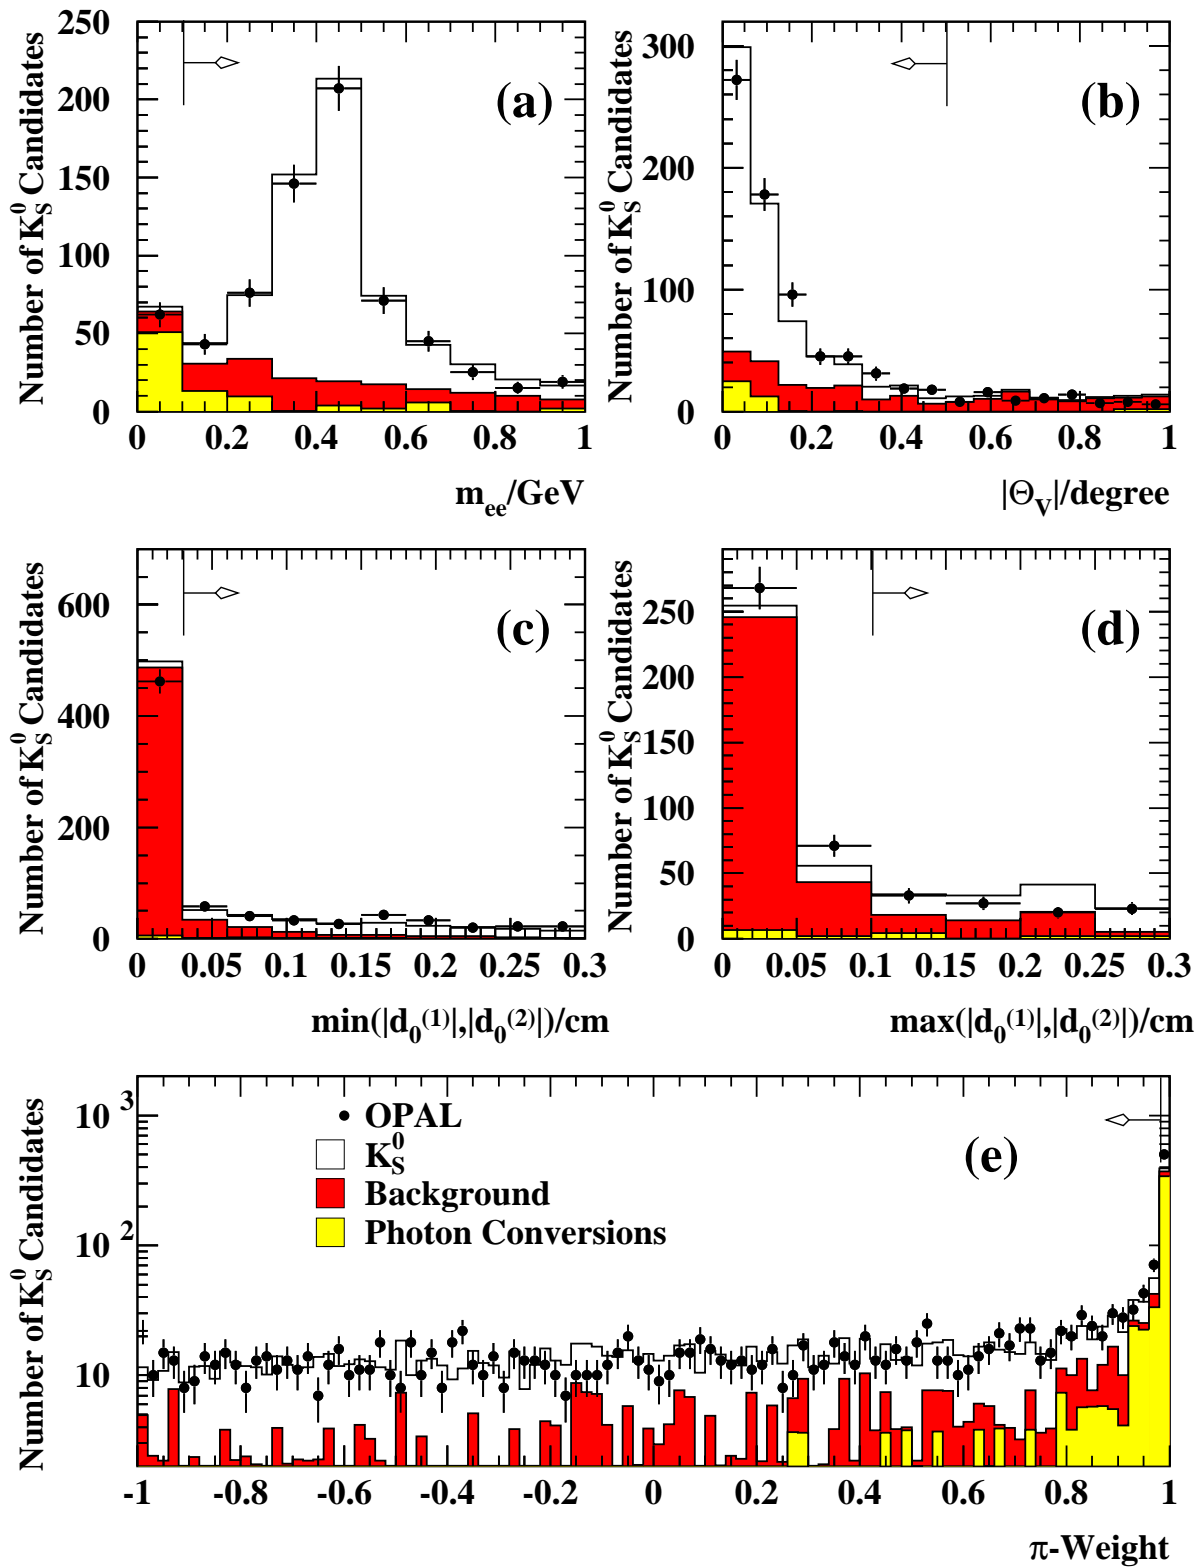 Number of K_S^0 Candidates
250
200
150
100
50
0
(a)
0 0.2 0.4 0.6 0.8 1
m_ee/GeV
Number of K_S^0 Candidates
300
200
100
0
(b)
0 0.2 0.4 0.6 0.8 1
|Θ_V|/degree
Number of K_S^0 Candidates
600
400
200
0
(c)
0 0.05 0.1 0.15 0.2 0.25 0.3
min(|d_0^(1)|,|d_0^(2)|)/cm
Number of K_S^0 Candidates
250
200
150
100
50
0
(d)
0 0.05 0.1 0.15 0.2 0.25 0.3
max(|d_0^(1)|,|d_0^(2)|)/cm
Number of K_S^0 Candidates
10^3
10^2
10
OPAL
K_S^0
Background
Photon Conversions
(e)
-1 -0.8 -0.6 -0.4 -0.2 0 0.2 0.4 0.6 0.8 1
π-Weight